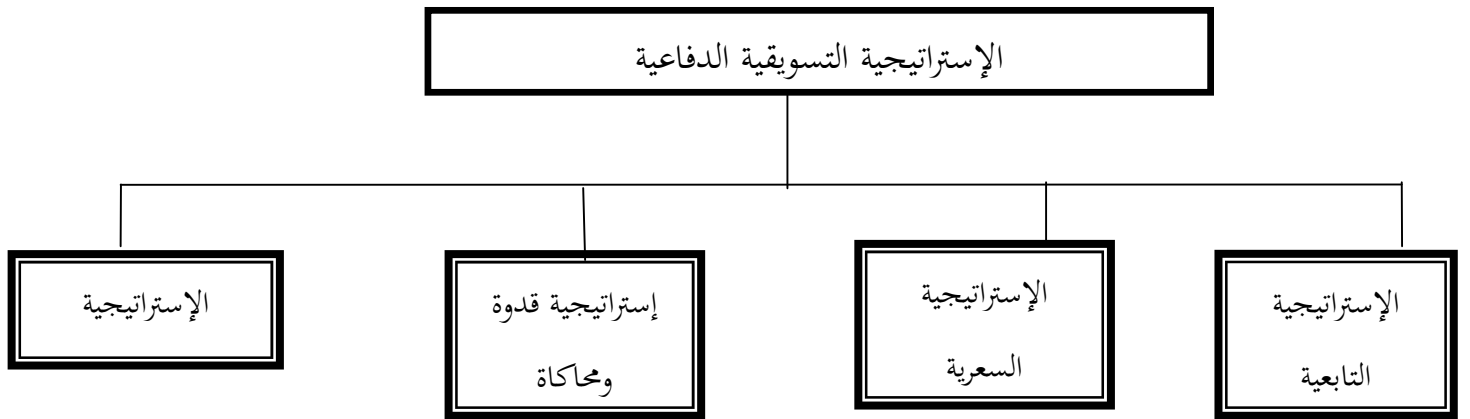 الإستراتيجية التسويقية الدفاعية
الإستراتيجية
التابعية
الإستراتيجية
السعرية
إستراتيجية قدوة
ومحاكاة
الإستراتيجية